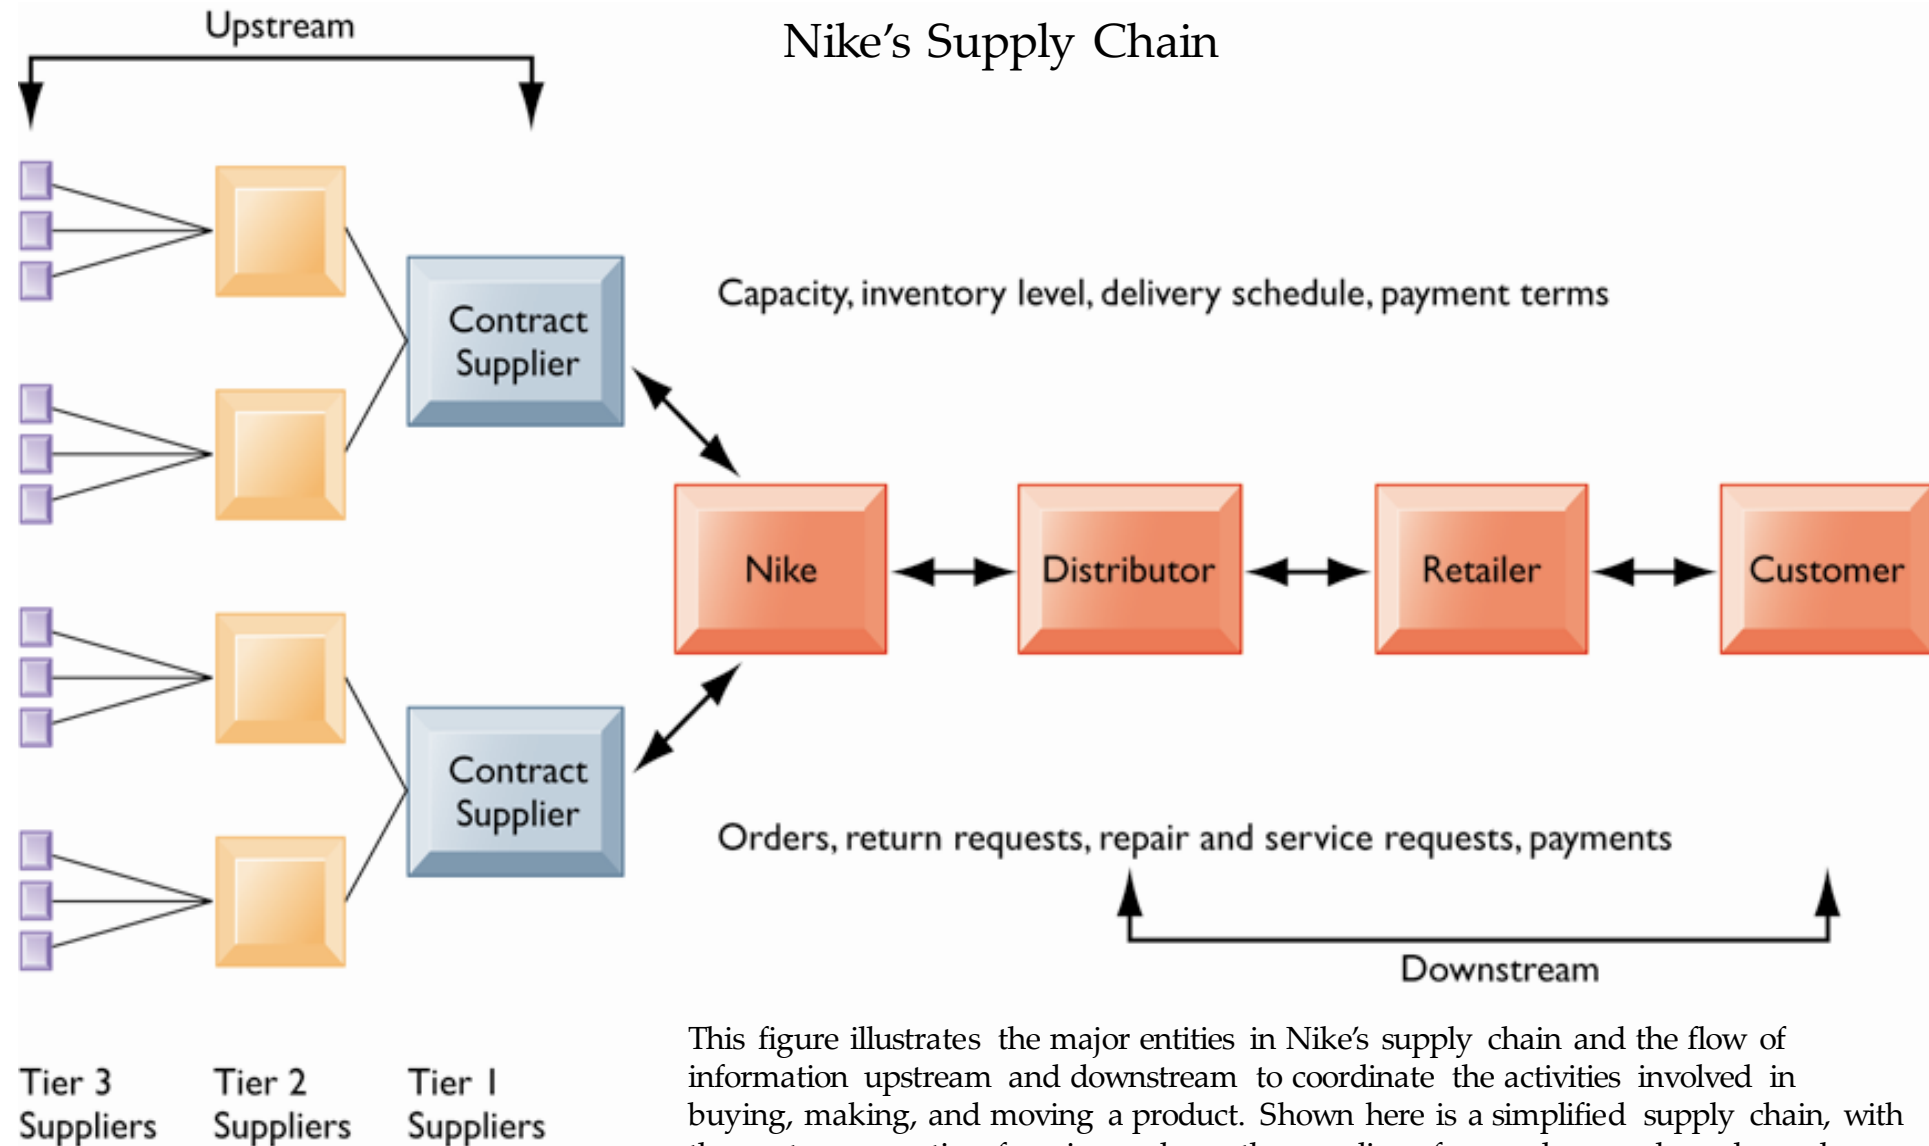 Upstream
Nike’s Supply Chain
Contract
Supplier
Capacity, inventory level, delivery schedule, payment terms
Nike
Distributor
Retailer
Customer
Contract
Supplier
Orders, return requests, repair and service requests, payments
Downstream
Tier 3
Suppliers
Tier 2
Suppliers
Tier 1
Suppliers
This figure illustrates the major entities in Nike’s supply chain and the flow of
information upstream and downstream to coordinate the activities involved in
buying, making, and moving a product. Shown here is a simplified supply chain, with